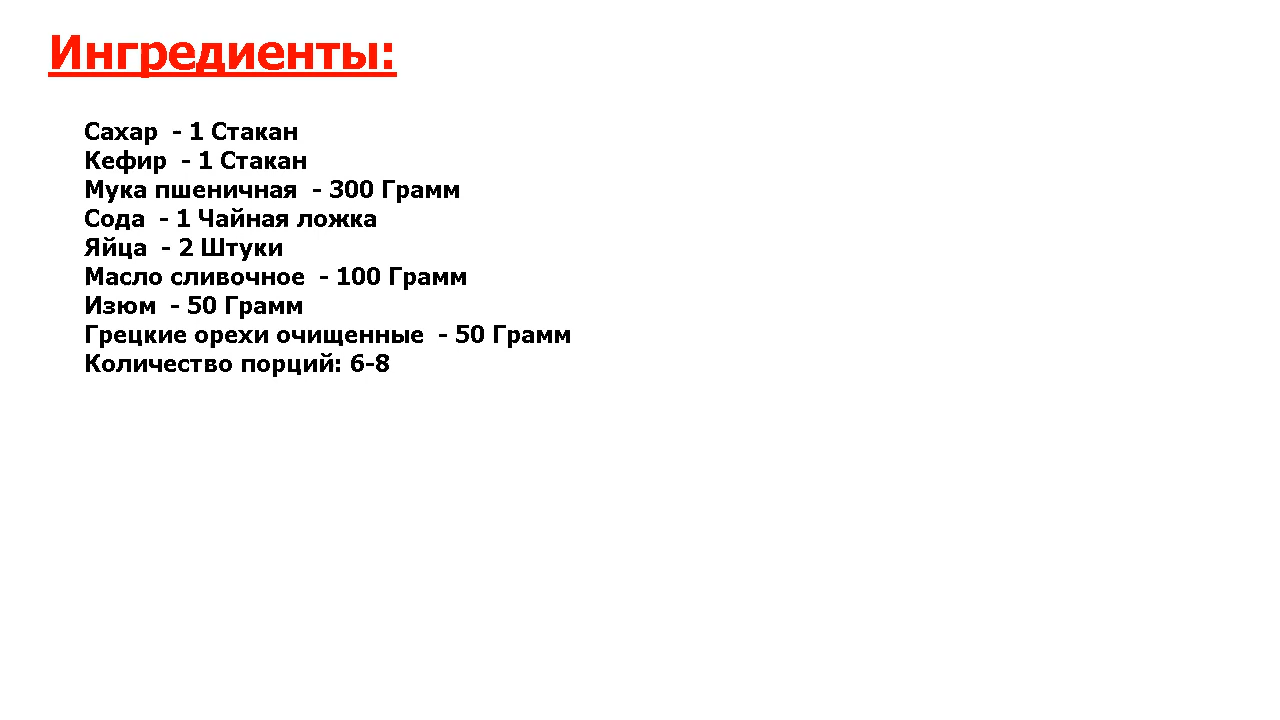 Ингредиенты:
Сахар  - 1 Стакан
Кефир  - 1 Стакан
Мука пшеничная  - 300 Грамм
Сода  - 1 Чайная ложка
Яйца  - 2 Штуки
Масло сливочное  - 100 Грамм
Изюм  - 50 Грамм
Грецкие орехи очищенные  - 50 Грамм
Количество порций: 6-8